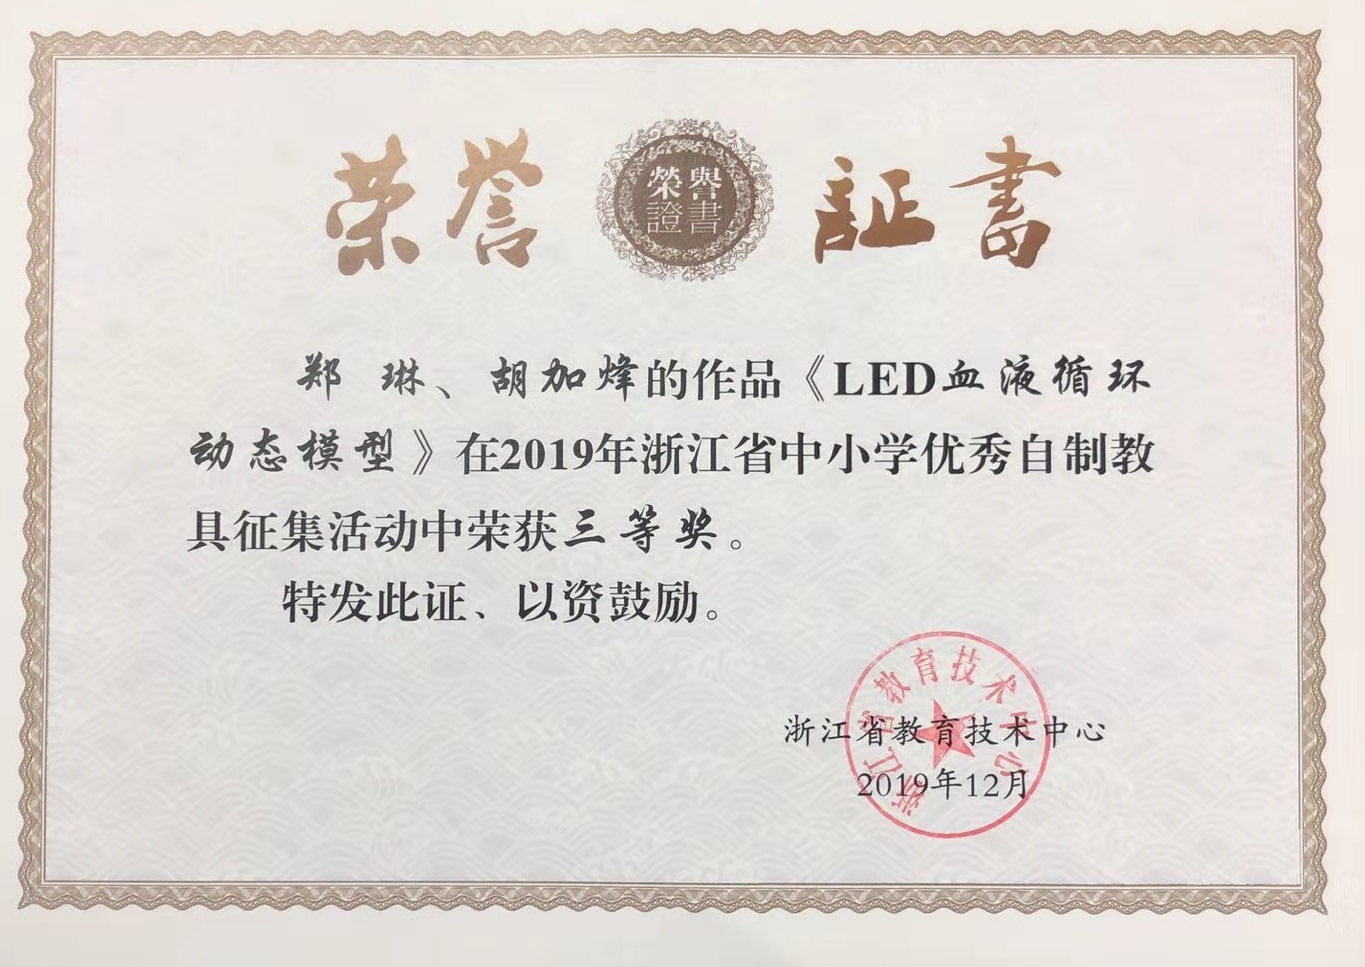 荣誉 証書
榮譽
證書
郑 琳、胡加烽的作品《LED血液循环
动态模型》在2019年浙江省中小学优秀自制教
具征集活动中荣获三等奖。
特发此证、以资鼓励。
浙江省教育技术中心
浙江省教育技术中心
2019年12月